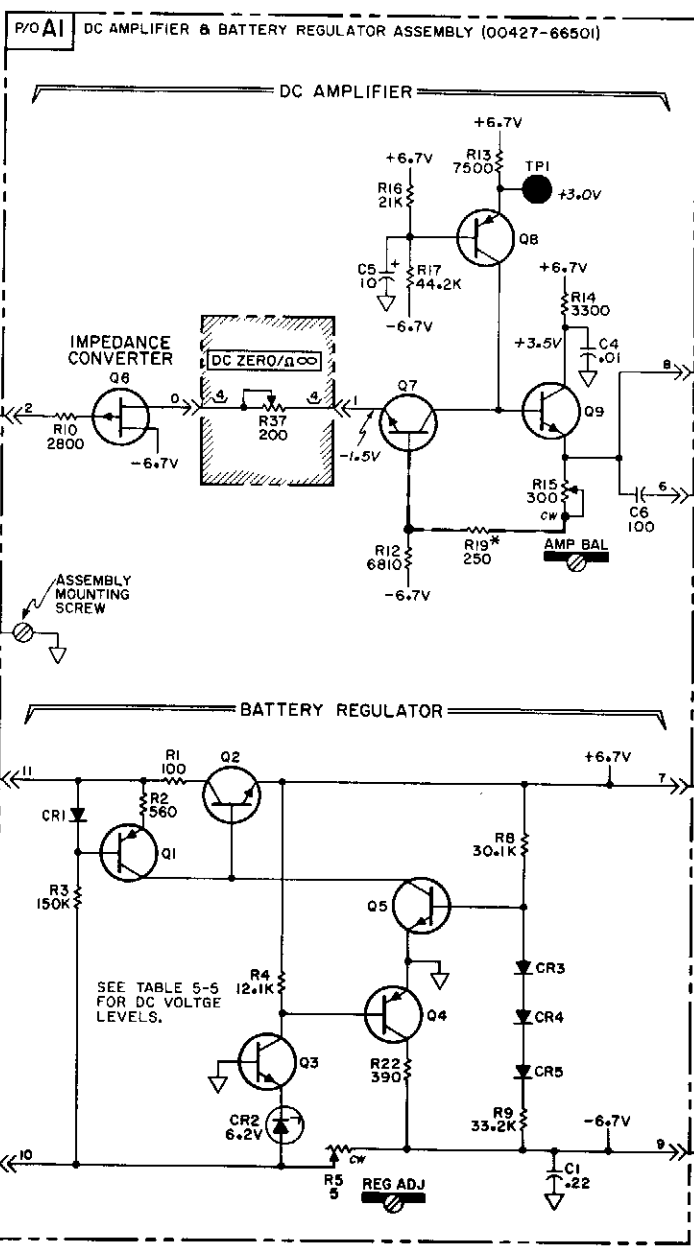 P/O A1 DC AMPLIFIER & BATTERY REGULATOR ASSEMBLY (00427-66501)
DC AMPLIFIER
+6.7V
R13
7500
TP1
+3.0V
+6.7V
R16
21K
Q8
C5
10
+
R17
44.2K
-6.7V
+6.7V
R14
3300
+3.5V
C4
.01
8
IMPEDANCE
CONVERTER
Q6
DC ZERO/Ω∞
Q7
Q9
2
R10
2800
-6.7V
0
4
R37
200
4
1
-1.5V
R15
300
CW
6
C6
100
R12
6810
-6.7V
R19*
250
AMP BAL
ASSEMBLY
MOUNTING
SCREW
BATTERY REGULATOR
11
R1
100
Q2
+6.7V
7
CR1
R2
560
Q1
R8
30.1K
R3
150K
Q5
SEE TABLE 5-5
FOR DC VOLTGE
LEVELS.
R4
12.1K
CR3
Q4
CR4
Q3
R22
390
CR5
CR2
6.2V
R9
33.2K
-6.7V
10
R5
5
CW
REG ADJ
C1
.22
9